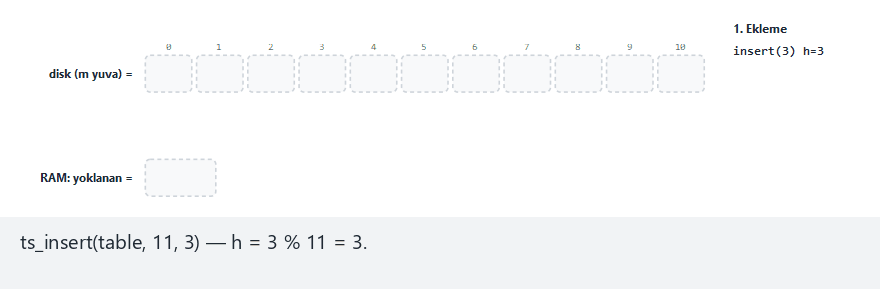 1. Ekleme
insert(3) h=3
0 1 2 3 4 5 6 7 8 9 10
disk (m yuva) =
RAM: yoklanan =
ts_insert(table, 11, 3) — h = 3 % 11 = 3.